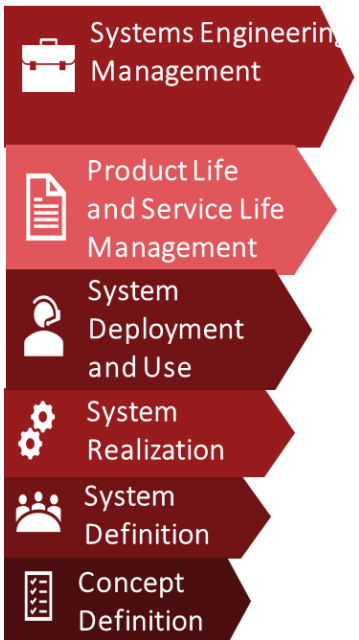 Systems Engineering
Management
Product Life
and Service Life
Management
System
Deployment
and Use
System
Realization
System
Definition
Concept
Definition